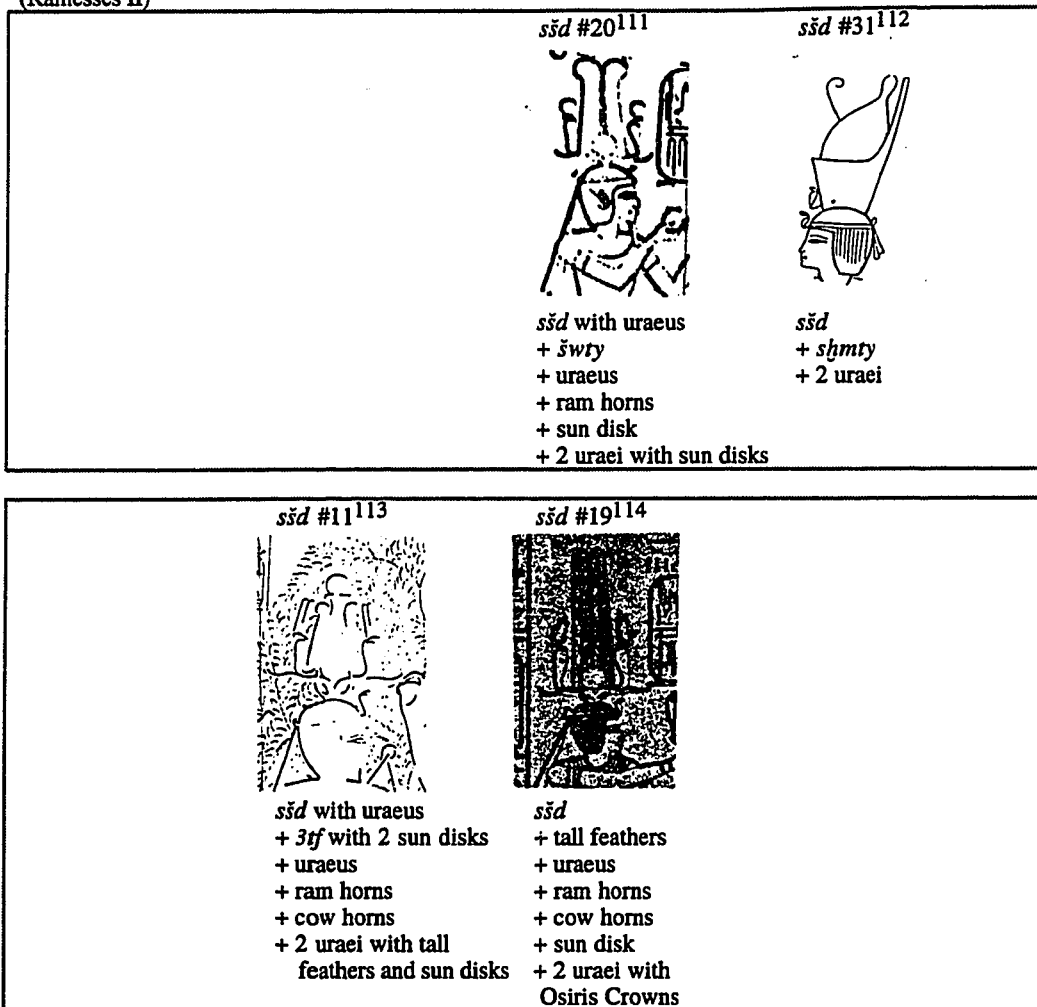 (Ramesses II)
sšd #20111
sšd #31112
sšd with uraeus
+ šwty
+ uraeus
+ ram horns
+ sun disk
+ 2 uraei with sun disks
sšd
+ sḫmty
+ 2 uraei
sšd #11113
sšd #19114
sšd with uraeus
+ 3tf with 2 sun disks
+ uraeus
+ ram horns
+ cow horns
+ 2 uraei with tall
feathers and sun disks
sšd
+ tall feathers
+ uraeus
+ ram horns
+ cow horns
+ sun disk
+ 2 uraei with
Osiris Crowns